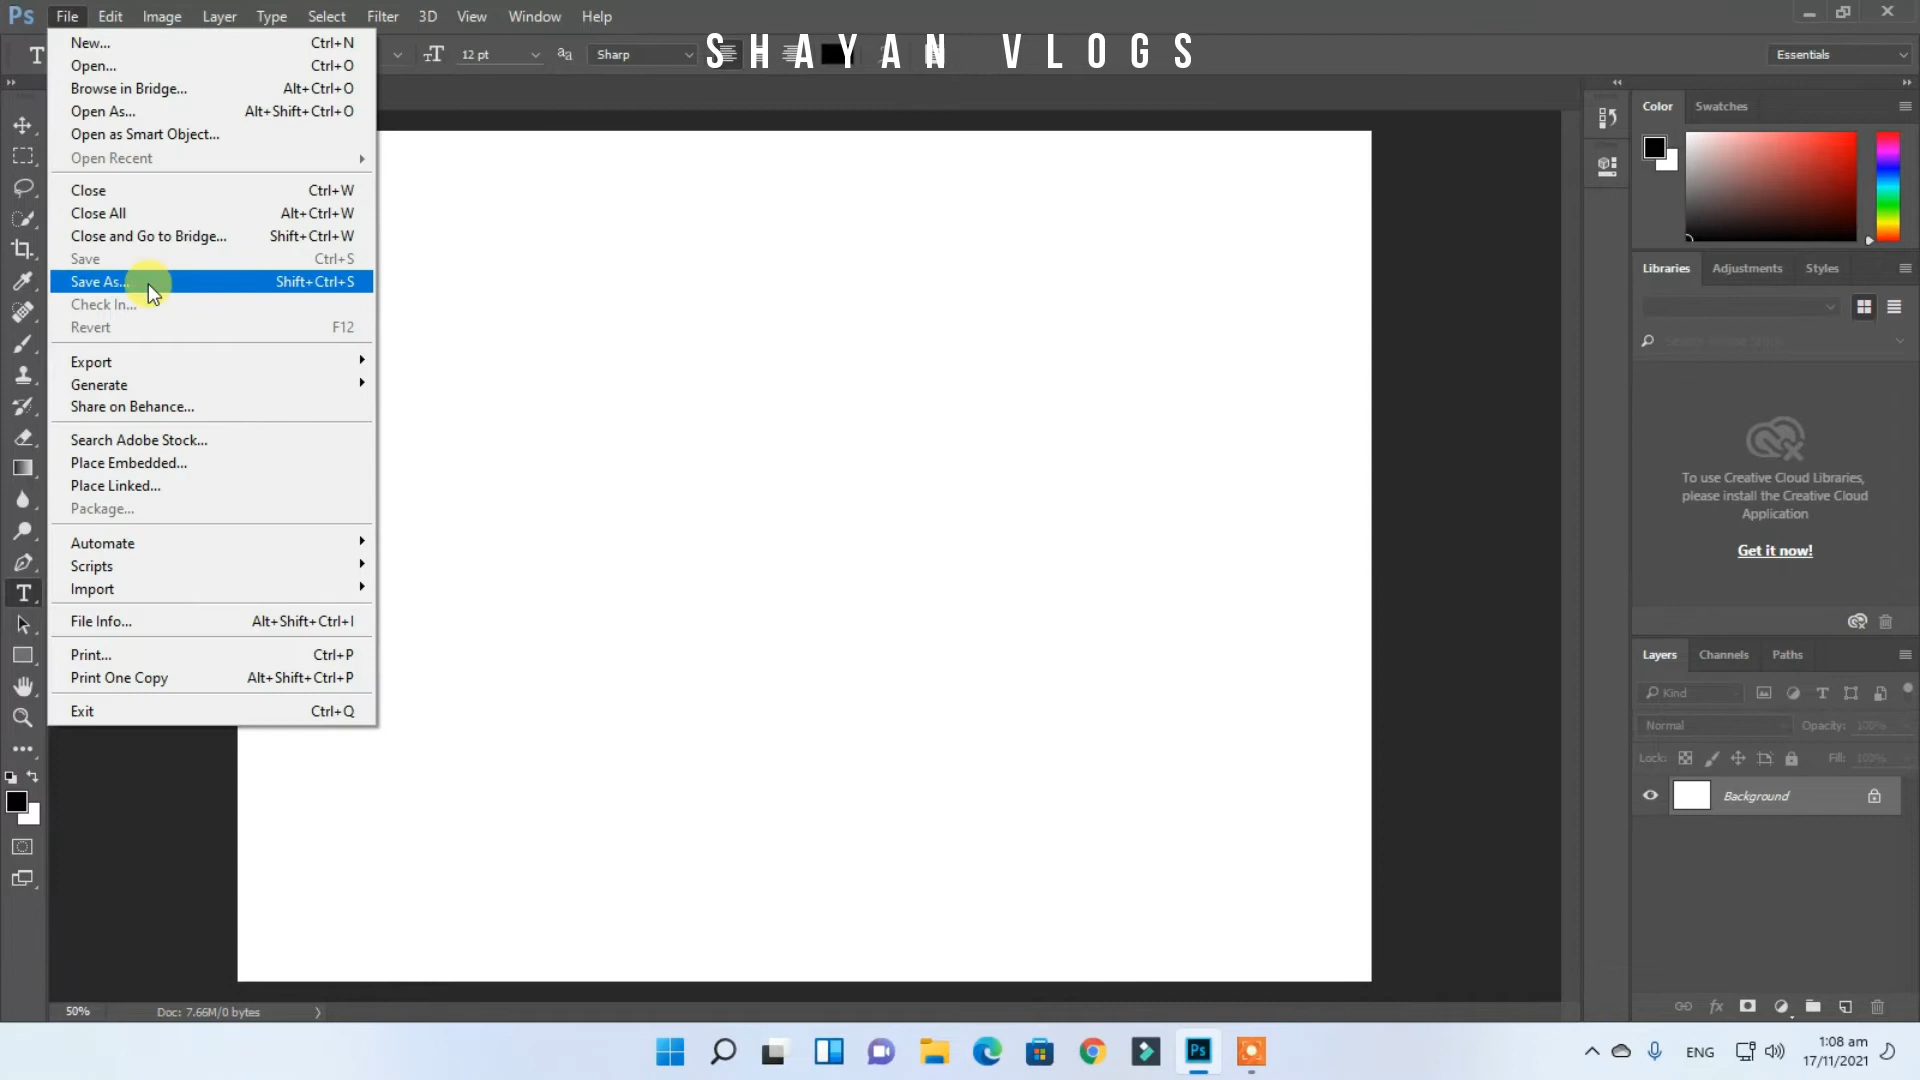 Ps File Edit Image Layer Type Select Filter 3D View Window Help
T 12 pt aa Sharp SHAYAN VLOGS Essentials
New... Ctrl+N
Open... Ctrl+O
Browse in Bridge... Alt+Ctrl+O
Open As... Alt+Shift+Ctrl+O
Open as Smart Object...
Open Recent
Close Ctrl+W
Close All Alt+Ctrl+W
Close and Go to Bridge... Shift+Ctrl+W
Save Ctrl+S
Save As... Shift+Ctrl+S
Check In...
Revert F12
Export
Generate
Share on Behance...
Search Adobe Stock...
Place Embedded...
Place Linked...
Package...
Automate
Scripts
Import
File Info... Alt+Shift+Ctrl+I
Print... Ctrl+P
Print One Copy Alt+Shift+Ctrl+P
Exit Ctrl+Q
Color Swatches
Libraries Adjustments Styles
To use Creative Cloud Libraries,
please install the Creative Cloud
Application
Get it now!
Layers Channels Paths
Kind
Normal Opacity: 100%
Lock: Fill: 100%
Background
50% Doc: 7.66M/0 bytes
Ps ENG 1:08 am
17/11/2021